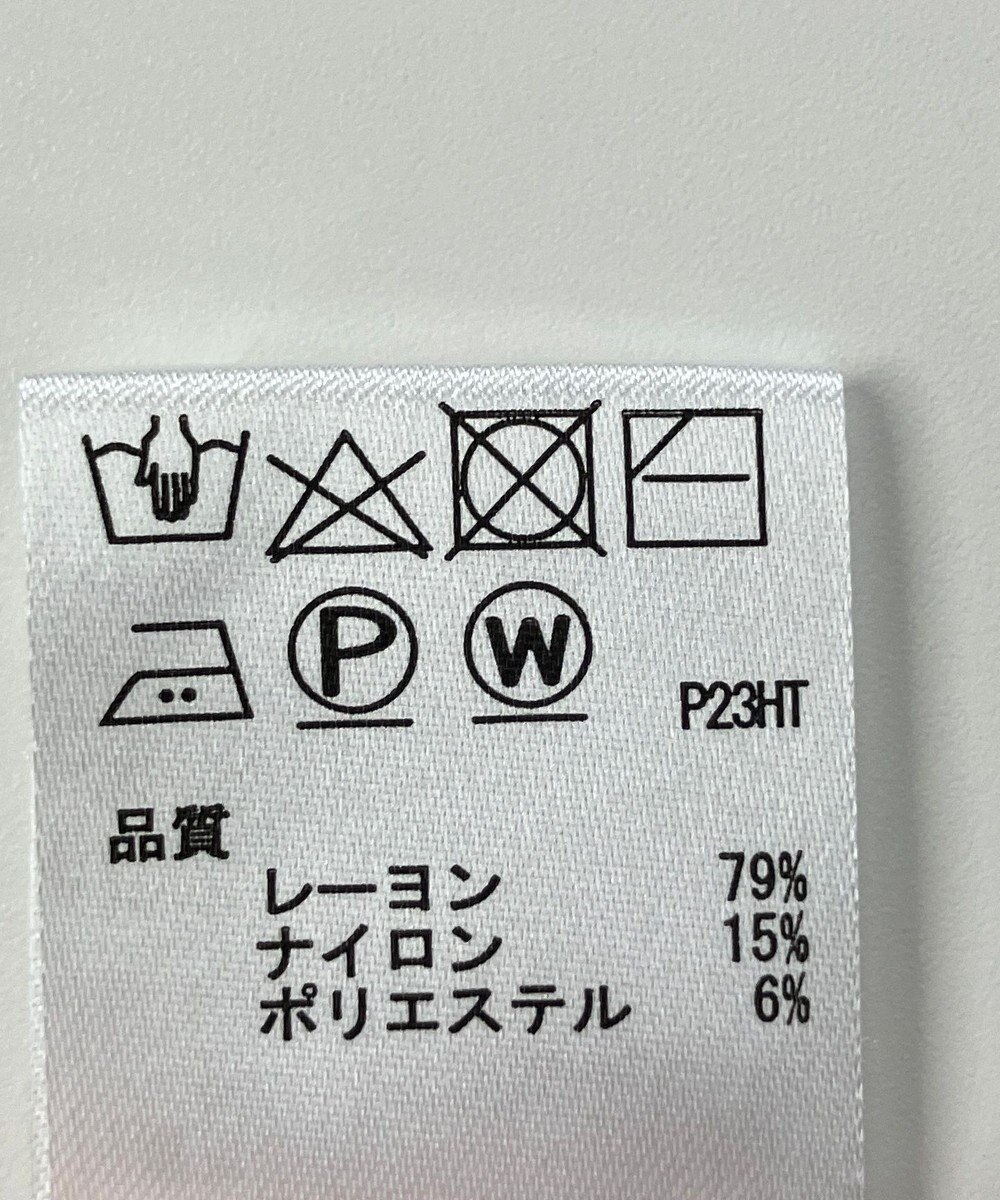 P W P23HT
品質
レーヨン 79%
ナイロン 15%
ポリエステル 6%